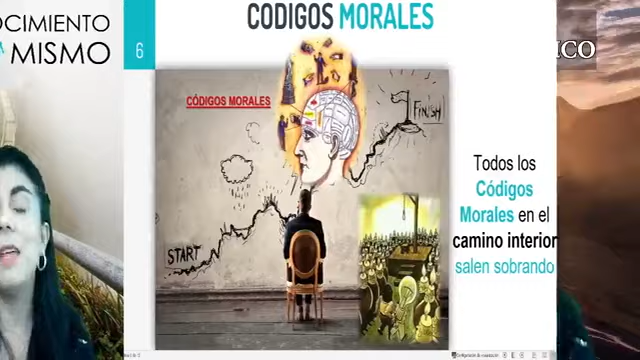 OCIMIENTO
MISMO
6
CODIGOS MORALES
ICO
CÓDIGOS MORALES
FINISH
START
Todos los
Códigos
Morales en el
camino interior
salen sobrando